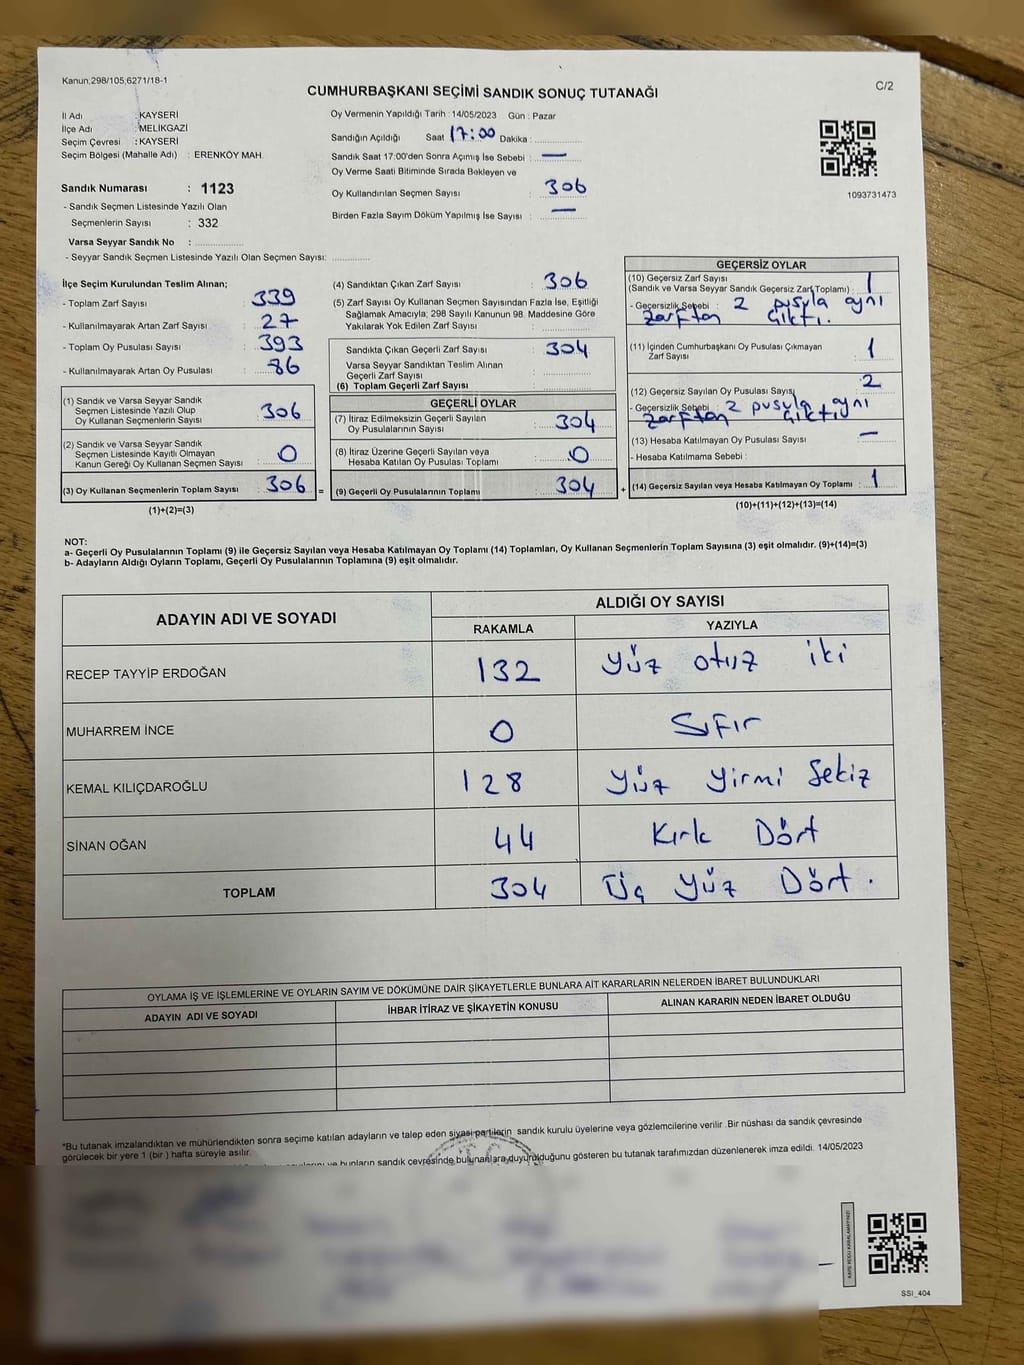 Kanun:298/105,6271/18-1
CUMHURBAŞKANI SEÇİMİ SANDIK SONUÇ TUTANAĞI
C/2
İl Adı : KAYSERİ
İlçe Adı : MELİKGAZİ
Seçim Çevresi : KAYSERİ
Seçim Bölgesi (Mahalle Adı) : ERENKÖY MAH.
Sandık Numarası : 1123
- Sandık Seçmen Listesinde Yazılı Olan
Seçmenlerin Sayısı : 332
Varsa Seyyar Sandık No :
- Seyyar Sandık Seçmen Listesinde Yazılı Olan Seçmen Sayısı:
Oy Vermenin Yapıldığı Tarih : 14/05/2023 Gün : Pazar
Sandığın Açıldığı Saat 17:00 Dakika :
Sandık Saat 17:00'den Sonra Açımış İse Sebebi : —
Oy Verme Saati Bitiminde Sırada Bekleyen ve
Oy Kullandırılan Seçmen Sayısı : 306
Birden Fazla Sayım Döküm Yapılmış İse Sayısı : —
1093731473
İlçe Seçim Kurulundan Teslim Alınan;
- Toplam Zarf Sayısı : 339
- Kullanılmayarak Artan Zarf Sayısı : 27
- Toplam Oy Pusulası Sayısı : 393
- Kullanılmayarak Artan Oy Pusulası : 86
(1) Sandık ve Varsa Seyyar Sandık
Seçmen Listesinde Yazılı Olup
Oy Kullanan Seçmenlerin Sayısı : 306
(2) Sandık ve Varsa Seyyar Sandık
Seçmen Listesinde Kayıtlı Olmayan
Kanun Gereği Oy Kullanan Seçmen Sayısı : 0
(3) Oy Kullanan Seçmenlerin Toplam Sayısı : 306 =
(1)+(2)=(3)
(4) Sandıktan Çıkan Zarf Sayısı : 306
(5) Zarf Sayısı Oy Kullanan Seçmen Sayısından Fazla İse, Eşitliği
Sağlamak Amacıyla; 298 Sayılı Kanunun 98. Maddesine Göre
Yakılarak Yok Edilen Zarf Sayısı :
Sandıkta Çıkan Geçerli Zarf Sayısı : 304
Varsa Seyyar Sandıktan Teslim Alınan
Geçerli Zarf Sayısı :
(6) Toplam Geçerli Zarf Sayısı :
GEÇERLİ OYLAR
(7) İtiraz Edilmeksizin Geçerli Sayılan
Oy Pusulalarının Sayısı : 304
(8) İtiraz Üzerine Geçerli Sayılan veya
Hesaba Katılan Oy Pusulası Toplamı : 0
(9) Geçerli Oy Pusulalarının Toplamı : 304 +
GEÇERSİZ OYLAR
(10) Geçersiz Zarf Sayısı
(Sandık ve Varsa Seyyar Sandık Geçersiz Zarf Toplamı) : 1
- Geçersizlik Sebebi : 2 pusula aynı
zarftan çıktı.
(11) İçinden Cumhurbaşkanı Oy Pusulası Çıkmayan
Zarf Sayısı : 1
(12) Geçersiz Sayılan Oy Pusulası Sayısı : 2
- Geçersizlik Sebebi : 2 pusula aynı
zarftan çıktı
(13) Hesaba Katılmayan Oy Pusulası Sayısı : —
- Hesaba Katılmama Sebebi :
(14) Geçersiz Sayılan veya Hesaba Katılmayan Oy Toplamı : 1
(10)+(11)+(12)+(13)=(14)
NOT:
a- Geçerli Oy Pusulalarının Toplamı (9) ile Geçersiz Sayılan veya Hesaba Katılmayan Oy Toplamı (14) Toplamları, Oy Kullanan Seçmenlerin Toplam Sayısına (3) eşit olmalıdır. (9)+(14)=(3)
b- Adayların Aldığı Oyların Toplamı, Geçerli Oy Pusulalarının Toplamına (9) eşit olmalıdır.
ADAYIN ADI VE SOYADI
ALDIĞI OY SAYISI
RAKAMLA YAZIYLA
RECEP TAYYİP ERDOĞAN 132 Yüz otuz iki
MUHARREM İNCE 0 Sıfır
KEMAL KILIÇDAROĞLU 128 Yüz Yirmi Sekiz
SİNAN OĞAN 44 Kırk Dört
TOPLAM 304 Üç Yüz Dört.
OYLAMA İŞ VE İŞLEMLERİNE VE OYLARIN SAYIM VE DÖKÜMÜNE DAİR ŞİKAYETLERLE BUNLARA AİT KARARLARIN NELERDEN İBARET BULUNDUKLARI
ADAYIN ADI VE SOYADI İHBAR İTİRAZ VE ŞİKAYETİN KONUSU ALINAN KARARIN NEDEN İBARET OLDUĞU
*Bu tutanak imzalandıktan ve mühürlendikten sonra seçime katılan adayların ve talep eden siyasi partilerin sandık kurulu üyelerine veya gözlemcilerine verilir .Bir nüshası da sandık çevresinde
görülecek bir yere 1 (bir ) hafta süreyle asılır.
ve bunların sandık çevresinde bulunanlara duyurulduğunu gösteren bu tutanak tarafımızdan düzenlenerek imza edildi. 14/05/2023
SSI_404